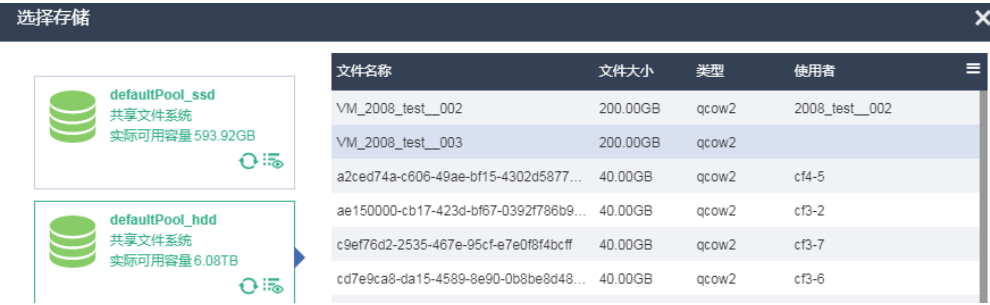 选择存储
defaultPool_ssd
共享文件系统
实际可用容量593.92GB
defaultPool_hdd
共享文件系统
实际可用容量6.08TB
文件名称 文件大小 类型 使用者
VM_2008_test__002 200.00GB qcow2 2008_test__002
VM_2008_test__003 200.00GB qcow2
a2ced74a-c606-49ae-bf15-4302d5877... 40.00GB qcow2 cf4-5
ae150000-cb17-423d-bf67-0392f786b9... 40.00GB qcow2 cf3-2
c9ef76d2-2535-467e-95cf-e7e0f8f4bcff 40.00GB qcow2 cf3-7
cd7e9ca8-da15-4589-8e90-0b8be8d48... 40.00GB qcow2 cf3-6